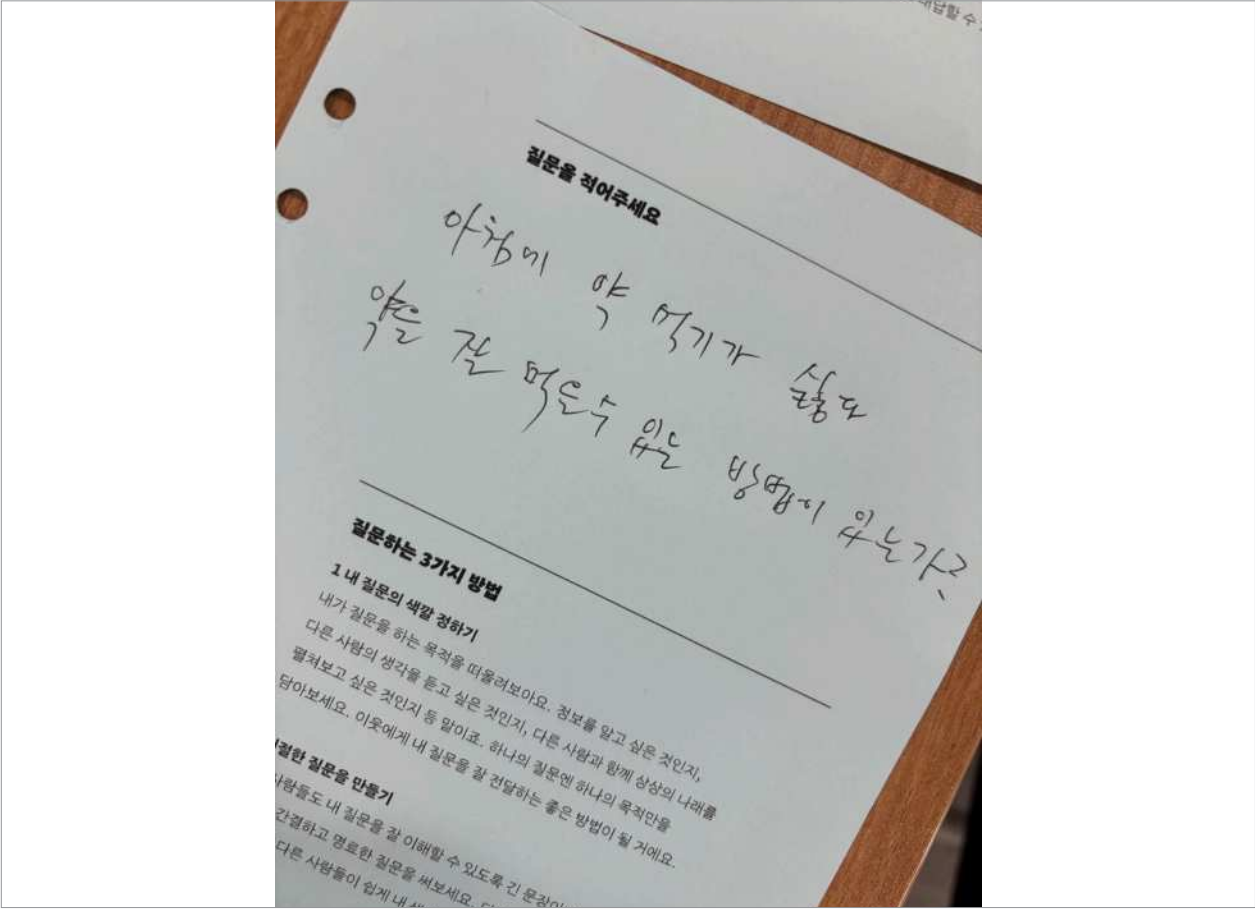 대답할 수
질문을 적어주세요
아침에 약 먹기가 싫은데
약을 잘 먹을수 있는 방법이 있는가?
질문하는 3가지 방법
1 내 질문의 색깔 정하기
내가 질문을 하는 목적을 떠올려보아요. 정보를 알고 싶은 것인지,
다른 사람의 생각을 듣고 싶은 것인지, 다른 사람과 함께 상상의 나래를
펼쳐보고 싶은 것인지 등 말이죠. 하나의 질문엔 하나의 목적만을
담아보세요. 이웃에게 내 질문을 잘 전달하는 좋은 방법이 될 거에요.
친절한 질문을 만들기
사람들도 내 질문을 잘 이해할 수 있도록 긴 문장이
간결하고 명료한 질문을 써보세요.
다른 사람들이 쉽게 내